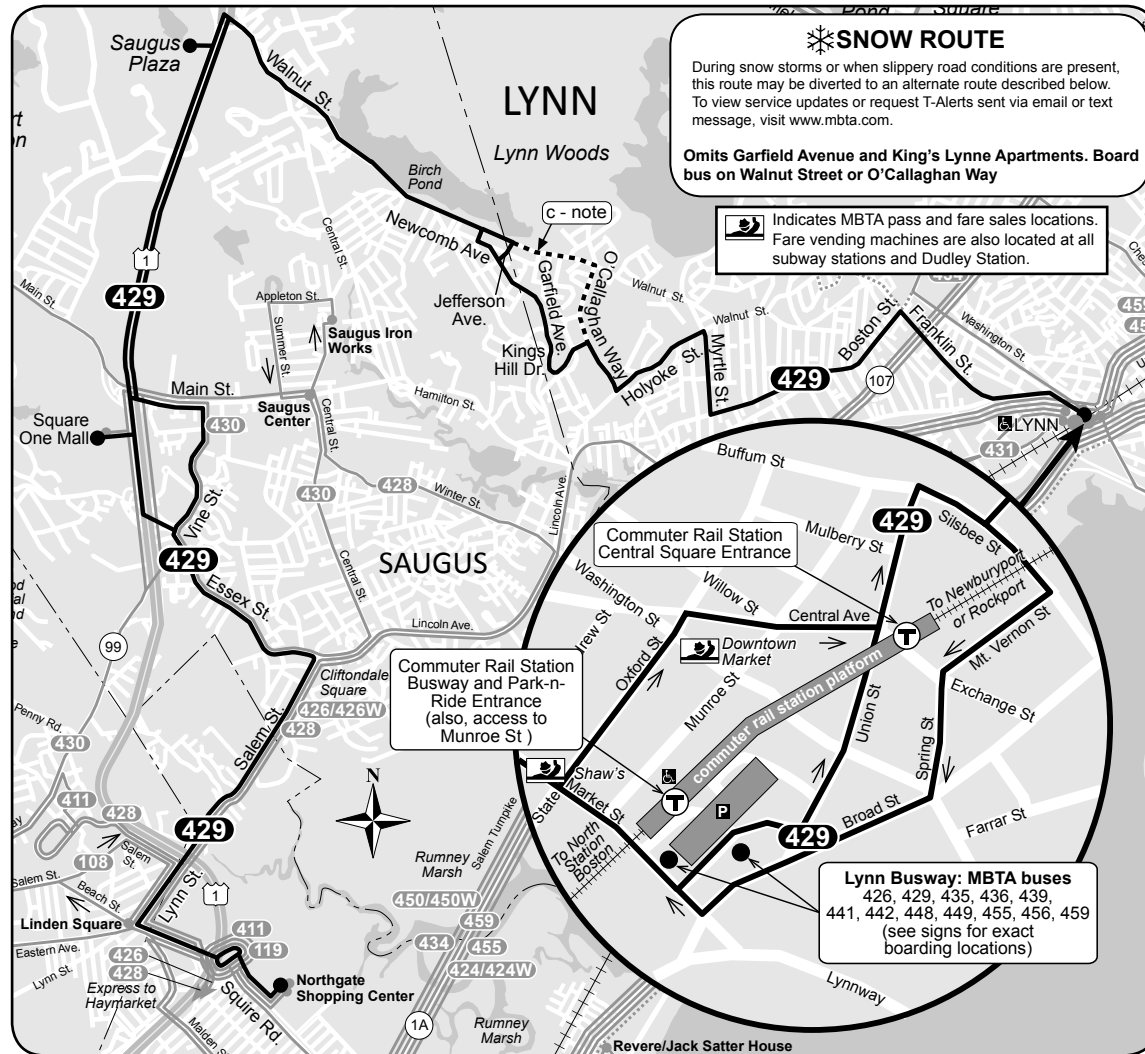 Pond
Square
Saugus
Plaza
Walnut St.
LYNN
Lynn Woods
Birch
Pond
SNOW ROUTE
During snow storms or when slippery road conditions are present,
this route may be diverted to an alternate route described below.
To view service updates or request T-Alerts sent via email or text
message, visit www.mbta.com.
Omits Garfield Avenue and King's Lynne Apartments. Board
bus on Walnut Street or O'Callaghan Way
Indicates MBTA pass and fare sales locations.
Fare vending machines are also located at all
subway stations and Dudley Station.
c - note
Newcomb Ave
O'Callaghan Way
Garfield Ave.
Jefferson
Ave.
Kings
Hill Dr.
Walnut St.
Walnut St.
Holyoke St.
Myrtle St.
Boston St.
Franklin St.
Washington St.
429
107
LYNN
431
1
429
Main St.
Central St.
Appleton St.
Summer St.
Saugus Iron
Works
Main St.
Saugus
Center
Hamilton St.
Square
One Mall
430
Central St.
430
428
Winter St.
Lincoln Ave.
Vine St.
429
Essex St.
SAUGUS
Central St.
Lincoln Ave.
99
Cliftondale
Square
426/426W
428
Salem St.
Penny Rd.
430
411
428
429
108
Salem St.
Salem St.
Beach St.
Lynn St.
1
Linden Square
Eastern Ave.
Lynn St.
411
119
426
428
Express to
Haymarket
Northgate
Shopping Center
Squire Rd.
Malden St.
N
Rumney
Marsh
Salem Turnpike
450/450W
459
434
455
424/424W
1A
Rumney
Marsh
Revere/Jack Satter House
Buffum St
Commuter Rail Station
Central Square Entrance
Mulberry St
429
Silsbee St
To Newburyport
or Rockport
Washington St
Willow St
Central Ave
T
Mt. Vernon St
Oxford St
Downtown
Market
Munroe St
commuter rail station platform
Union St
Exchange St
Spring St
Commuter Rail Station
Busway and Park-n-
Ride Entrance
(also, access to
Munroe St )
Shaw's
Market St
State
T
P
Broad St
Farrar St
429
To North
Station
Boston
Lynn Busway: MBTA buses
426, 429, 435, 436, 439,
441, 442, 448, 449, 455, 456, 459
(see signs for exact
boarding locations)
Lynnway